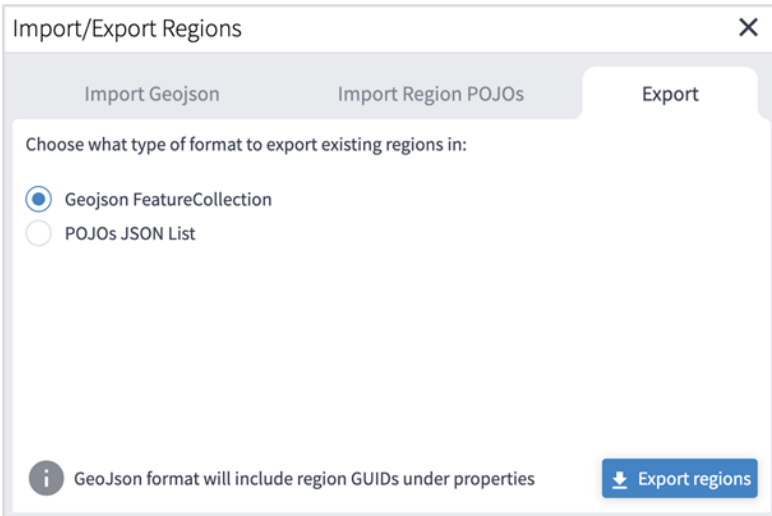 Import/Export Regions
Import Geojson
Import Region POJOs
Export
Choose what type of format to export existing regions in:
Geojson FeatureCollection
POJOs JSON List
GeoJson format will include region GUIDs under properties
Export regions